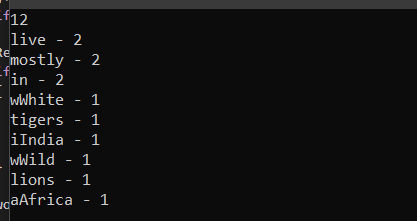 12
live - 2
mostly - 2
in - 2
wWhite - 1
tigers - 1
iIndia - 1
wWild - 1
lions - 1
aAfrica - 1